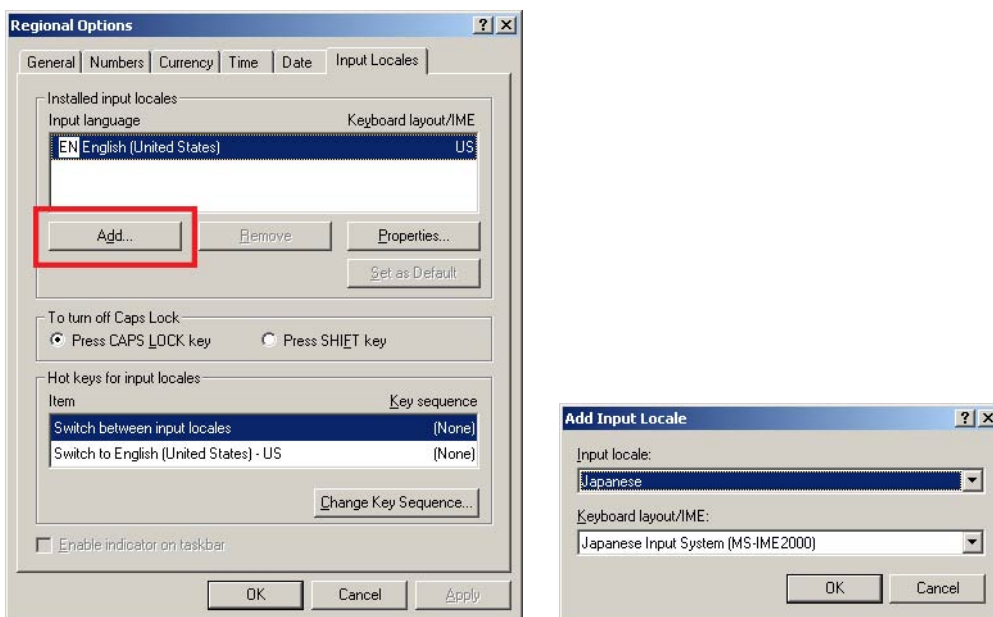 Regional Options
General Numbers Currency Time Date Input Locales
Installed input locales
Input language Keyboard layout/IME
EN English (United States) US
Add... Remove Properties...
Set as Default
To turn off Caps Lock
Press CAPS LOCK key Press SHIFT key
Hot keys for input locales
Item Key sequence
Switch between input locales (None)
Switch to English (United States) - US (None)
Change Key Sequence...
Enable indicator on taskbar
OK Cancel Apply
Add Input Locale
Input locale:
Japanese
Keyboard layout/IME:
Japanese Input System (MS-IME2000)
OK Cancel